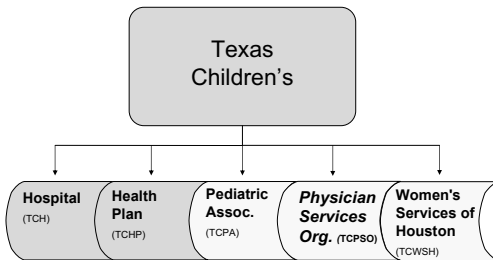 Texas
Children's
Hospital
(TCH)
Health
Plan
(TCHP)
Pediatric
Assoc.
(TCPA)
Physician
Services
Org. (TCPSO)
Women's
Services of
Houston
(TCWSH)